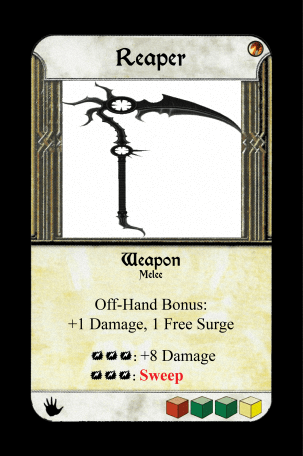 Reaper
Weapon
Melee
Off-Hand Bonus:
+1 Damage, 1 Free Surge
: +8 Damage
: Sweep